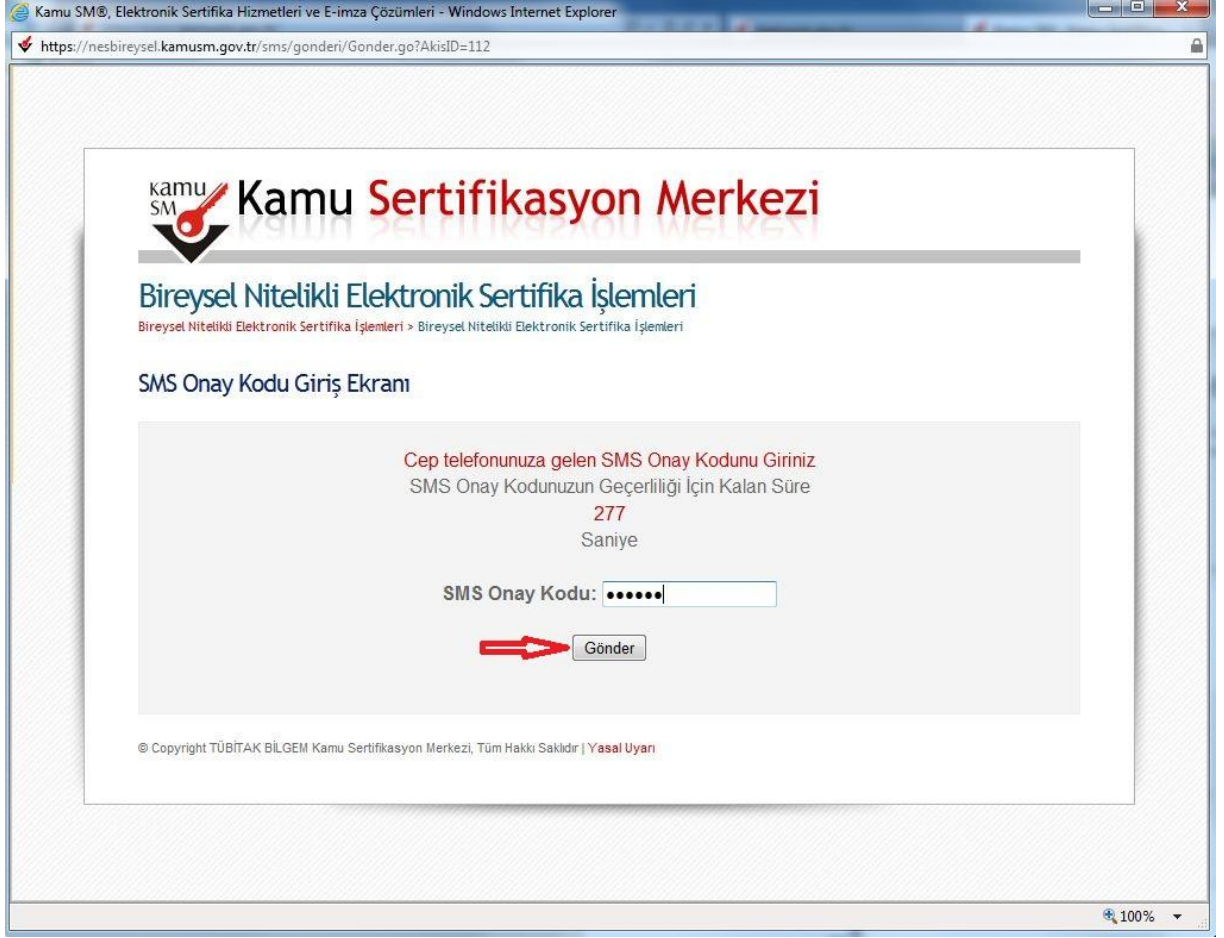 Kamu SM®, Elektronik Sertifika Hizmetleri ve E-imza Çözümleri - Windows Internet Explorer
https://nesbireysel.kamusm.gov.tr/sms/gonderi/Gonder.go?AkisID=112
Kamu SM
Kamu Sertifikasyon Merkezi
Bireysel Nitelikli Elektronik Sertifika İşlemleri
Bireysel Nitelikli Elektronik Sertifika İşlemleri > Bireysel Nitelikli Elektronik Sertifika İşlemleri
SMS Onay Kodu Giriş Ekranı
Cep telefonunuza gelen SMS Onay Kodunu Giriniz
SMS Onay Kodunuzun Geçerliliği İçin Kalan Süre
277
Saniye
SMS Onay Kodu: ••••••
Gönder
© Copyright TÜBİTAK BİLGEM Kamu Sertifikasyon Merkezi, Tüm Hakkı Saklıdır | Yasal Uyarı
100%